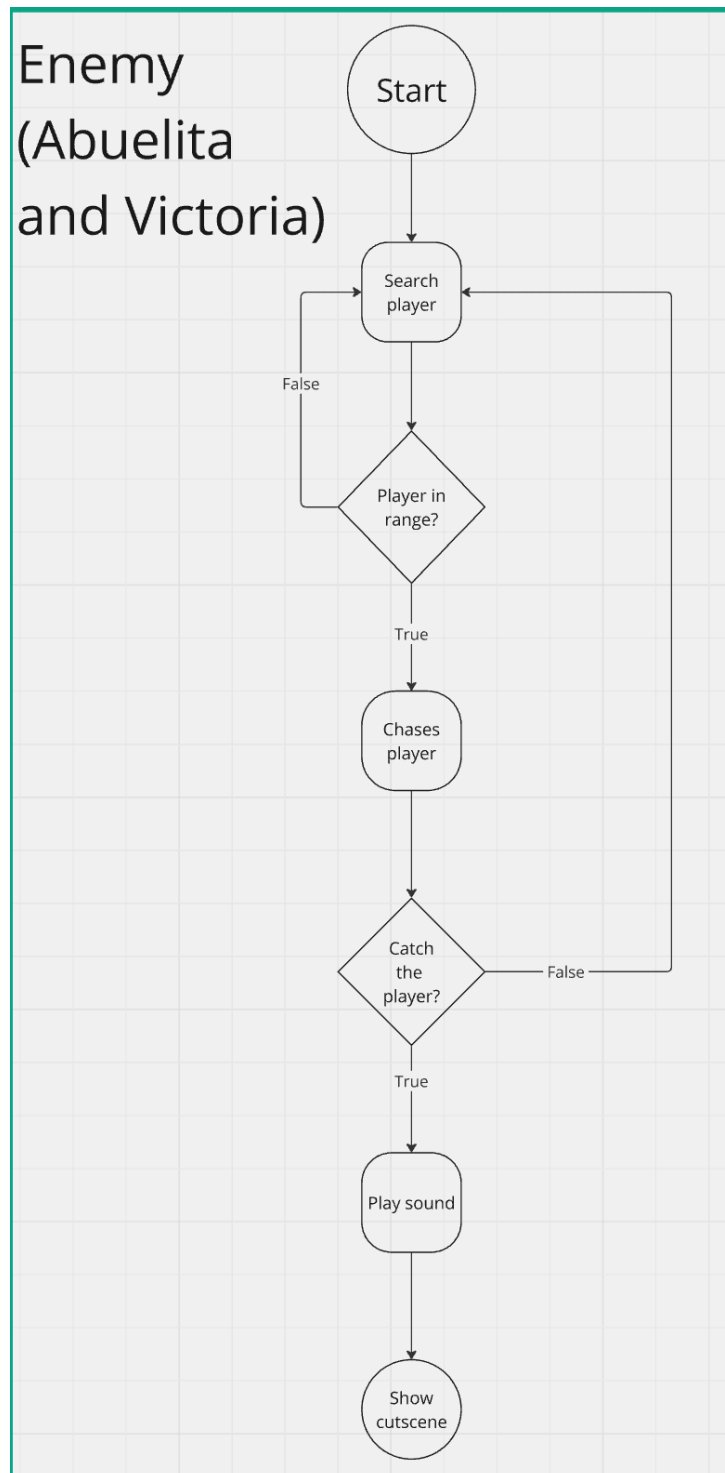 Enemy
(Abuelita
and Victoria)
Start
Search
player
False
Player in
range?
True
Chases
player
Catch
the
player?
False
True
Play sound
Show
cutscene